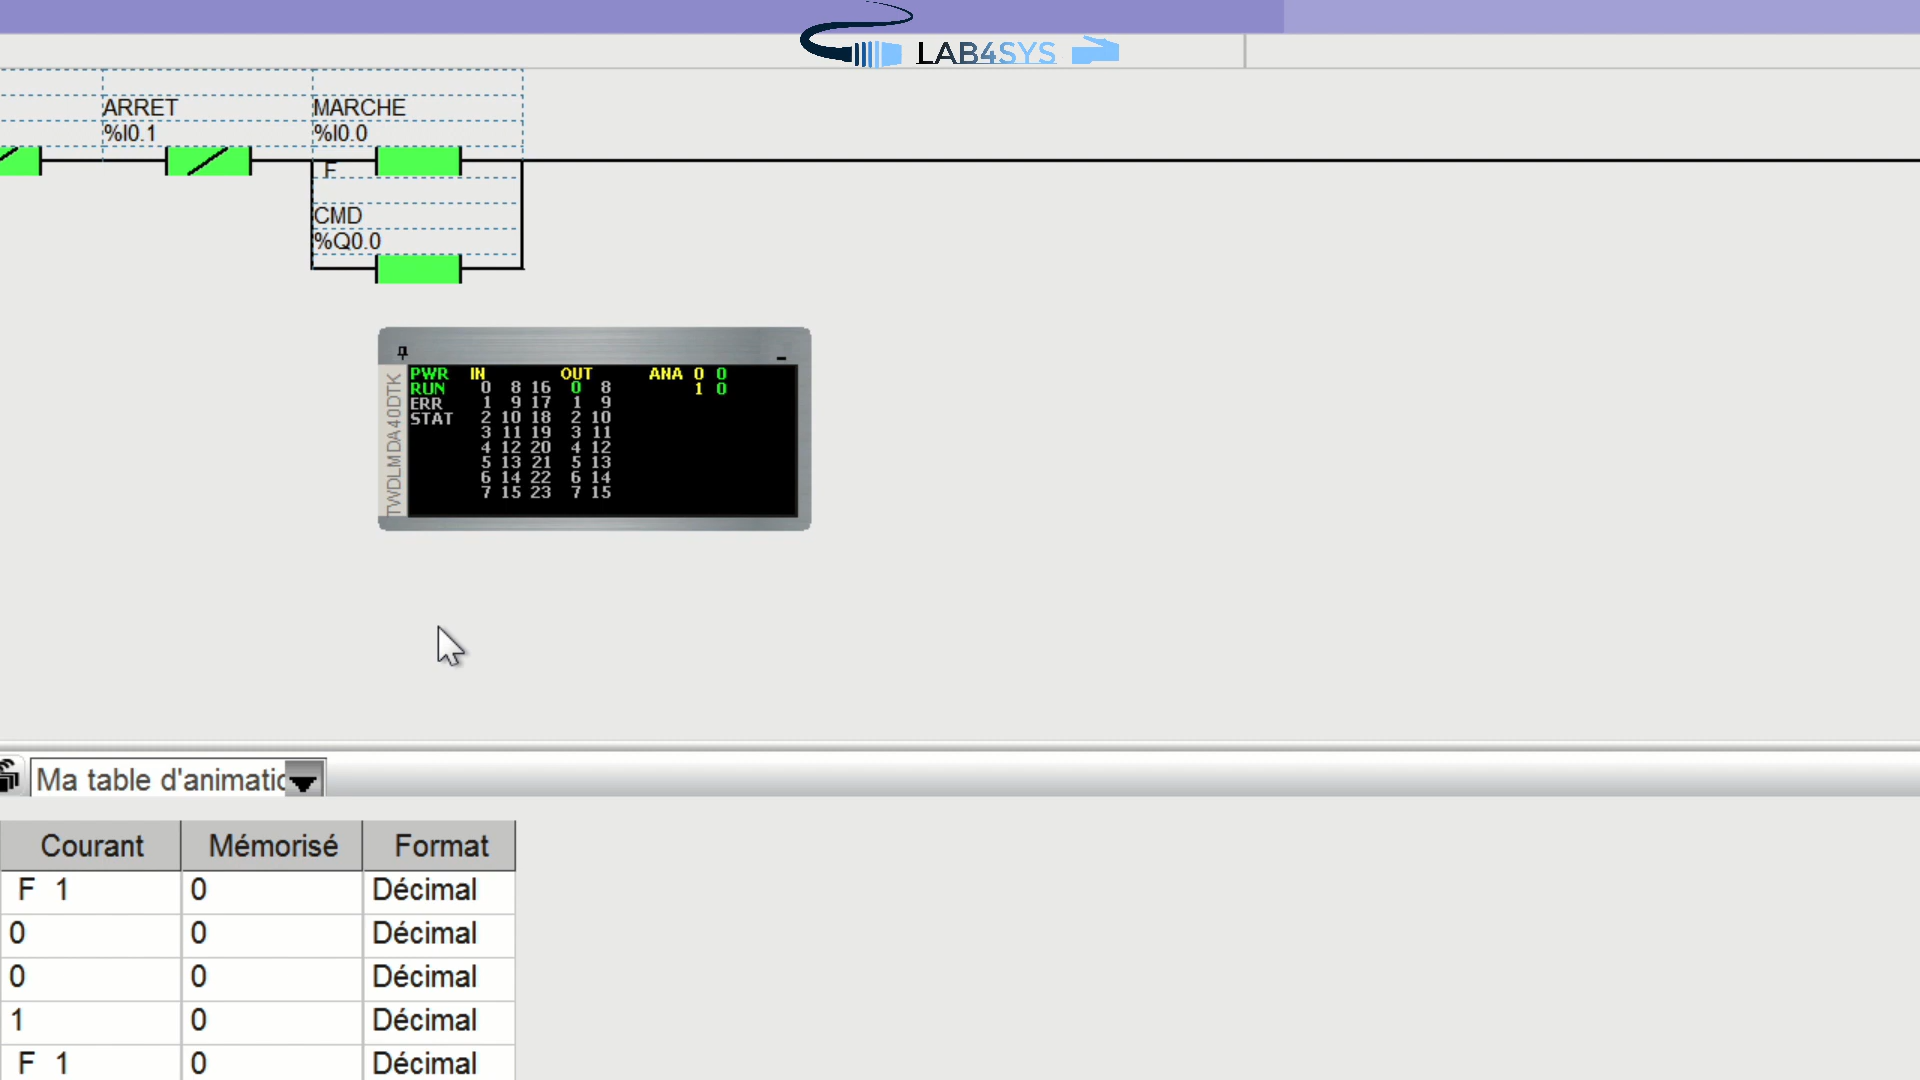 LAB4SYS
ARRET MARCHE
%I0.1 %I0.0
F
CMD
%Q0.0
TWDLMDA40DTK
PWR IN OUT ANA 0 0
RUN 0 8 16 0 8 1 0
ERR 1 9 17 1 9
STAT 2 10 18 2 10
3 11 19 3 11
4 12 20 4 12
5 13 21 5 13
6 14 22 6 14
7 15 23 7 15
Ma table d'animatic
Courant Mémorisé Format
F 1 0 Décimal
0 0 Décimal
0 0 Décimal
1 0 Décimal
F 1 0 Décimal